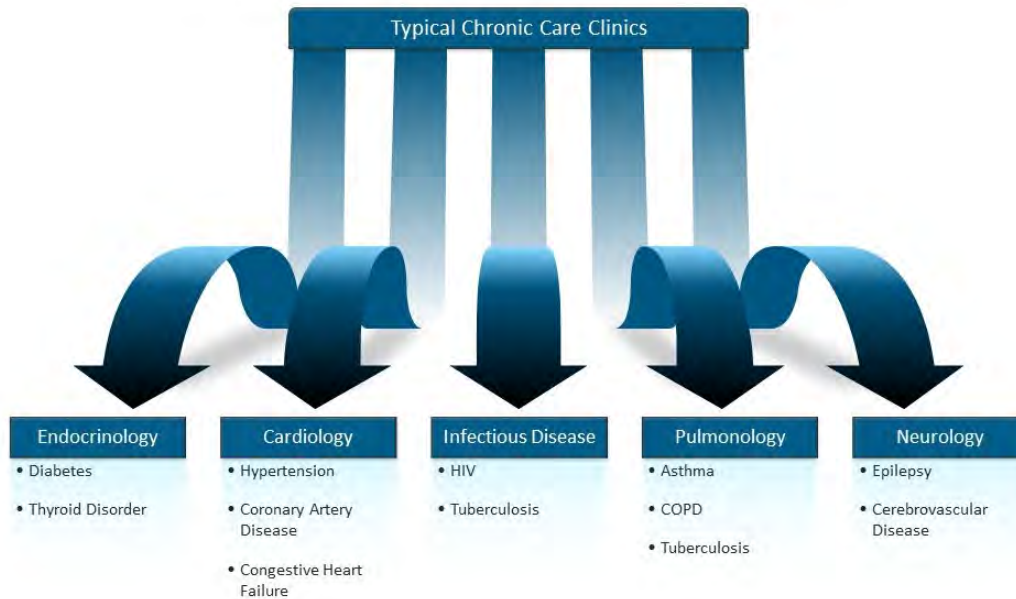 Typical Chronic Care Clinics
Endocrinology
• Diabetes
• Thyroid Disorder
Cardiology
• Hypertension
• Coronary Artery
Disease
• Congestive Heart
Failure
Infectious Disease
• HIV
• Tuberculosis
Pulmonology
• Asthma
• COPD
• Tuberculosis
Neurology
• Epilepsy
• Cerebrovascular
Disease